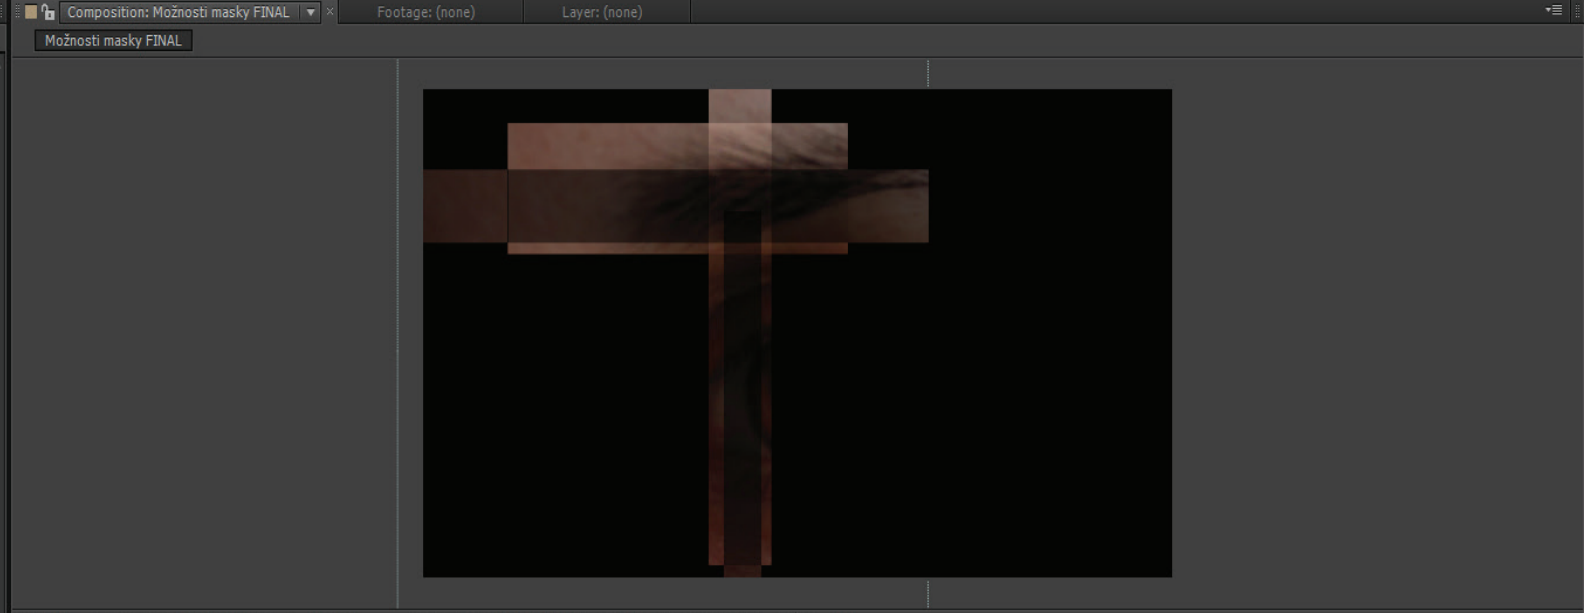 Composition: Možnosti masky FINAL
Footage: (none)
Layer: (none)
Možnosti masky FINAL